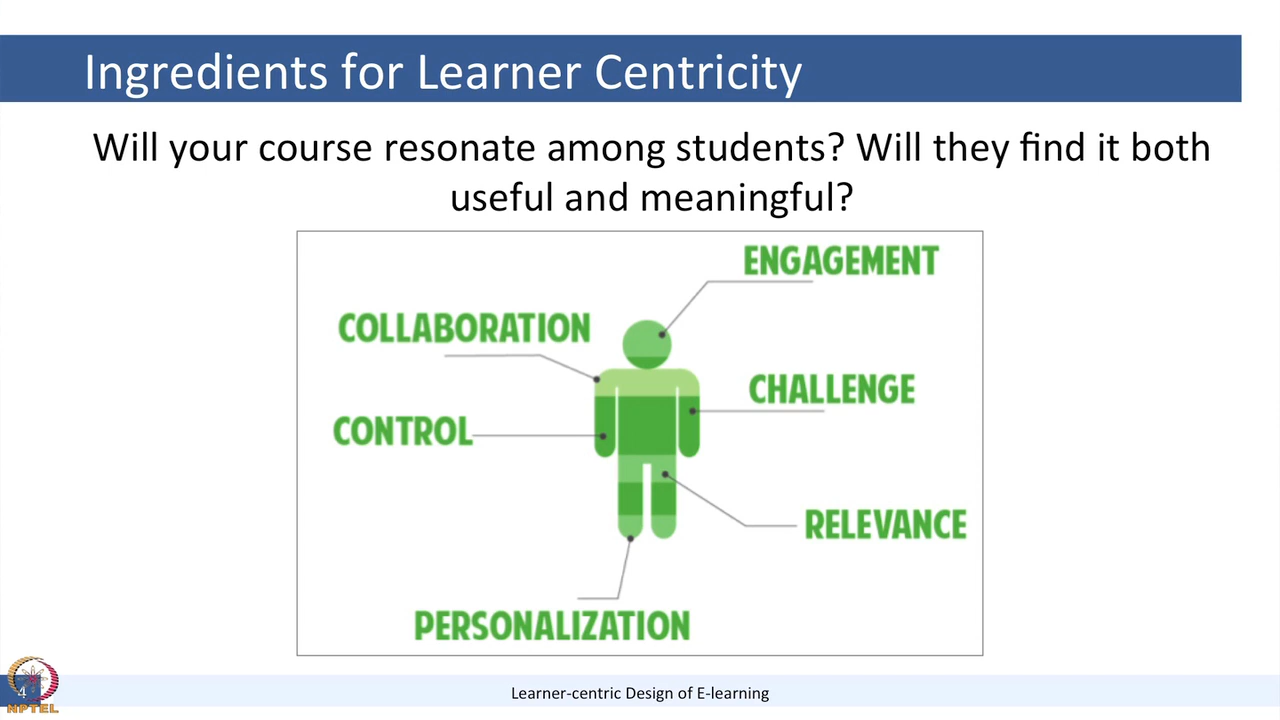 Ingredients for Learner Centricity
Will your course resonate among students? Will they find it both
useful and meaningful?
ENGAGEMENT
COLLABORATION
CHALLENGE
CONTROL
RELEVANCE
PERSONALIZATION
4
NPTEL
Learner-centric Design of E-learning